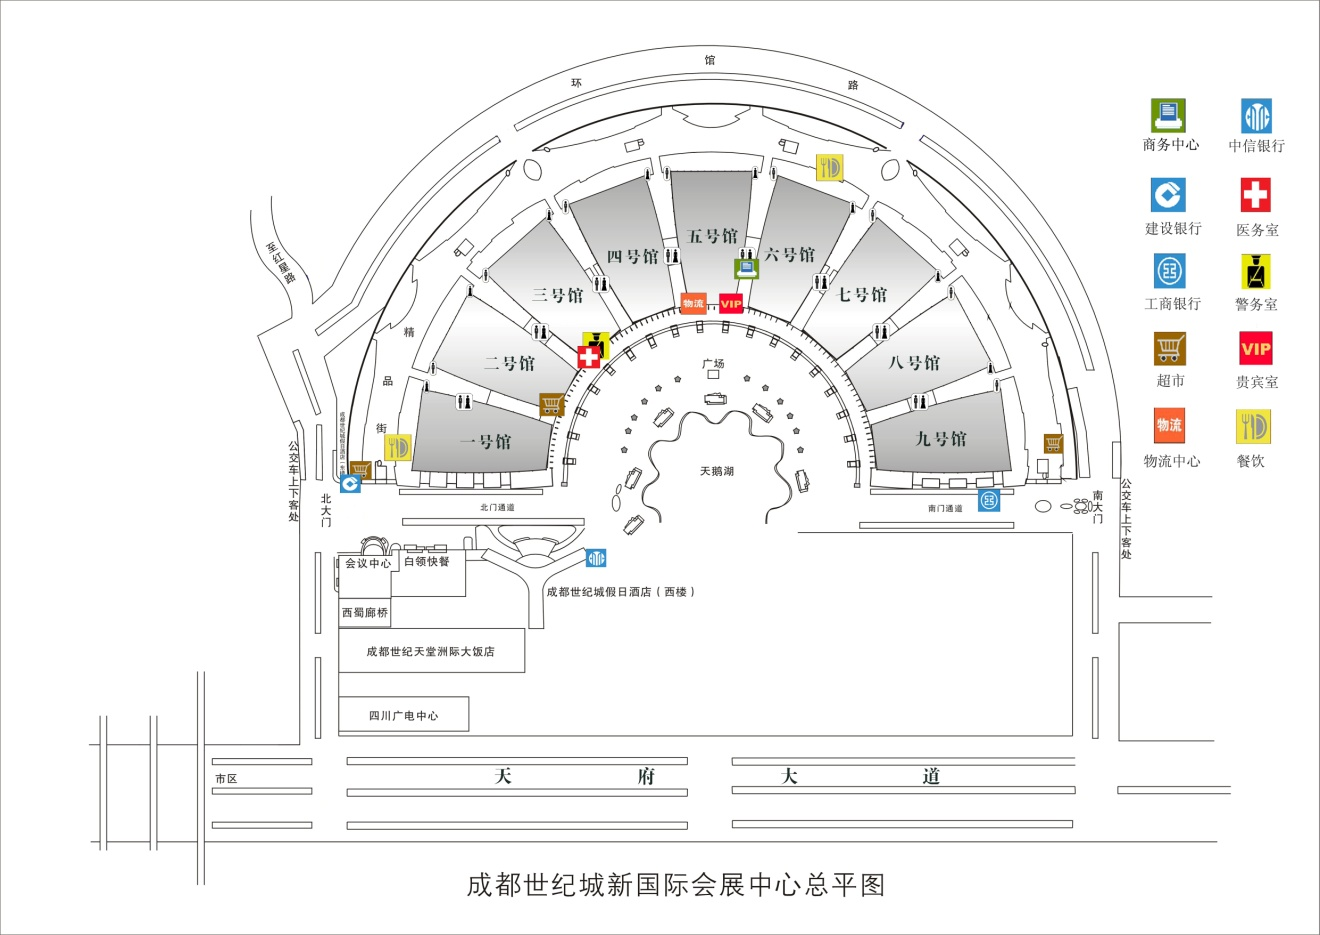 环
馆
路
至红星路
商务中心
中信银行
建设银行
医务室
工商银行
警务室
超市
VIP
贵宾室
物流
物流中心
餐饮
四号馆
五号馆
六号馆
三号馆
七号馆
二号馆
八号馆
一号馆
九号馆
物流
VIP
精
品
街
广场
天鹅湖
公交车上下客处
北大门
北门通道
南门通道
南大门
公交车上下客处
会议中心
白领快餐
西蜀廊桥
成都世纪城假日酒店（西楼）
成都世纪天堂洲际大饭店
四川广电中心
市区
天府大道
成都世纪城新国际会展中心总平图